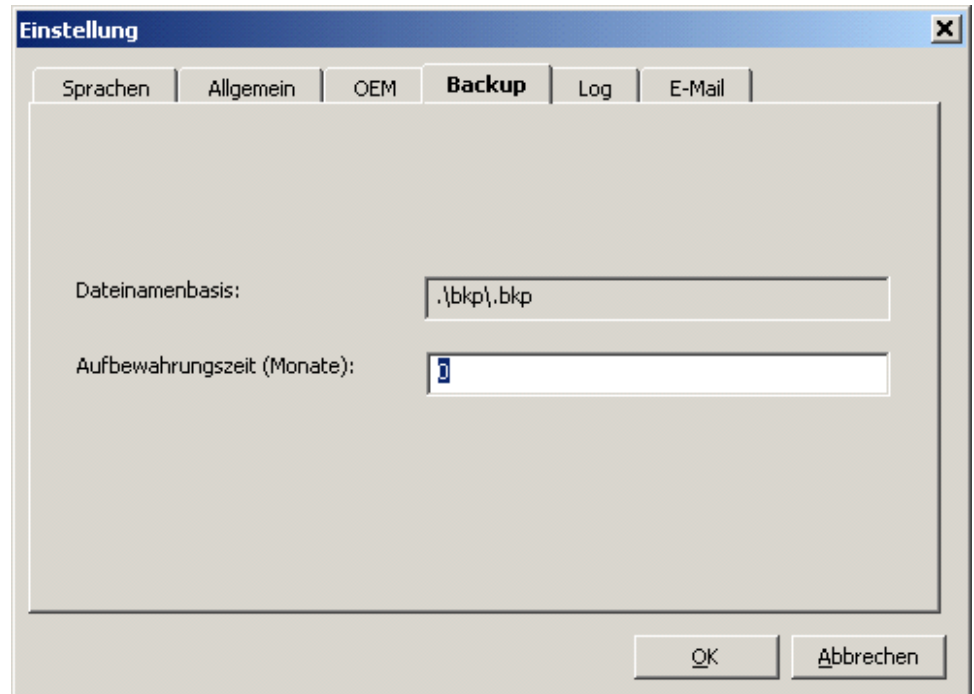 Einstellung
Sprachen Allgemein OEM Backup Log E-Mail
Dateinamenbasis: .\bkp\.bkp
Aufbewahrungszeit (Monate): 0
OK Abbrechen